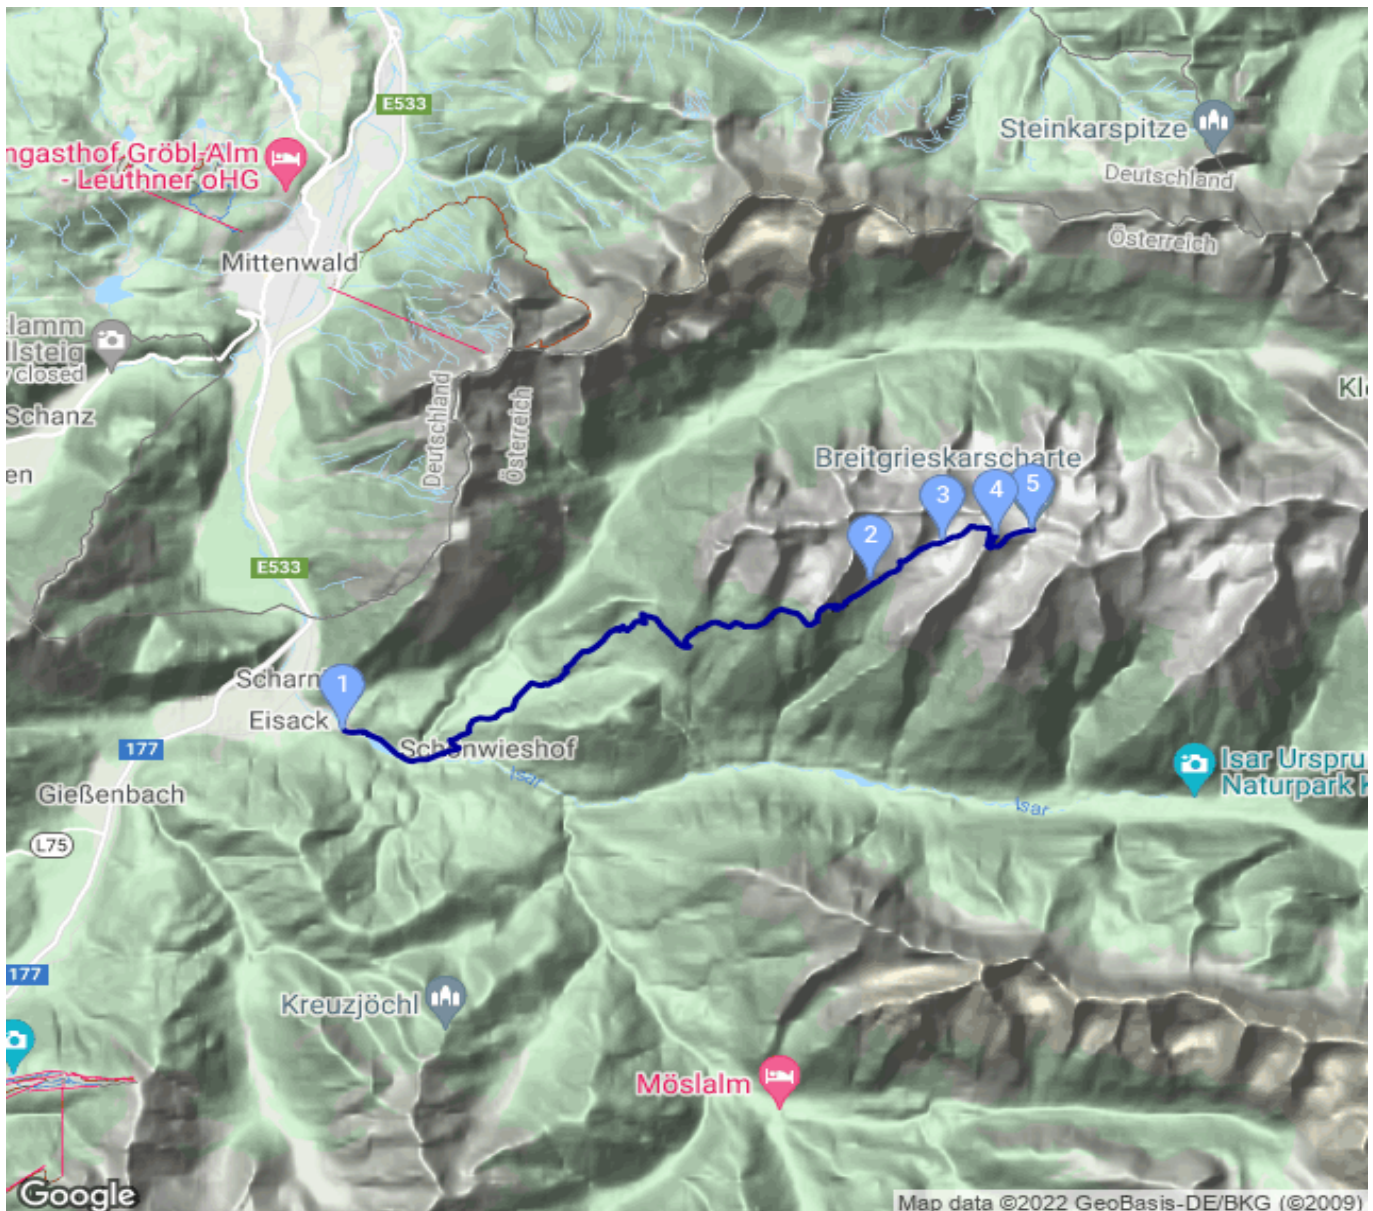 E533
Steinkarspitze
ngasthof Gröbl-Alm
- Leuthner oHG
Deutschland
Österreich
Mittenwald
lamm
llsteig
closed
Schanz
en
Deutschland
Österreich
Kl
Breitgrieskarscharte
2
3
4
5
E533
Scharn
1
Eisack
177
Schönwieshof
Isar
Isar
Isar Urspru
Naturpark K
Gießenbach
L75
177
Kreuzjöchl
Möslalm
Google
Map data ©2022 GeoBasis-DE/BKG (©2009)